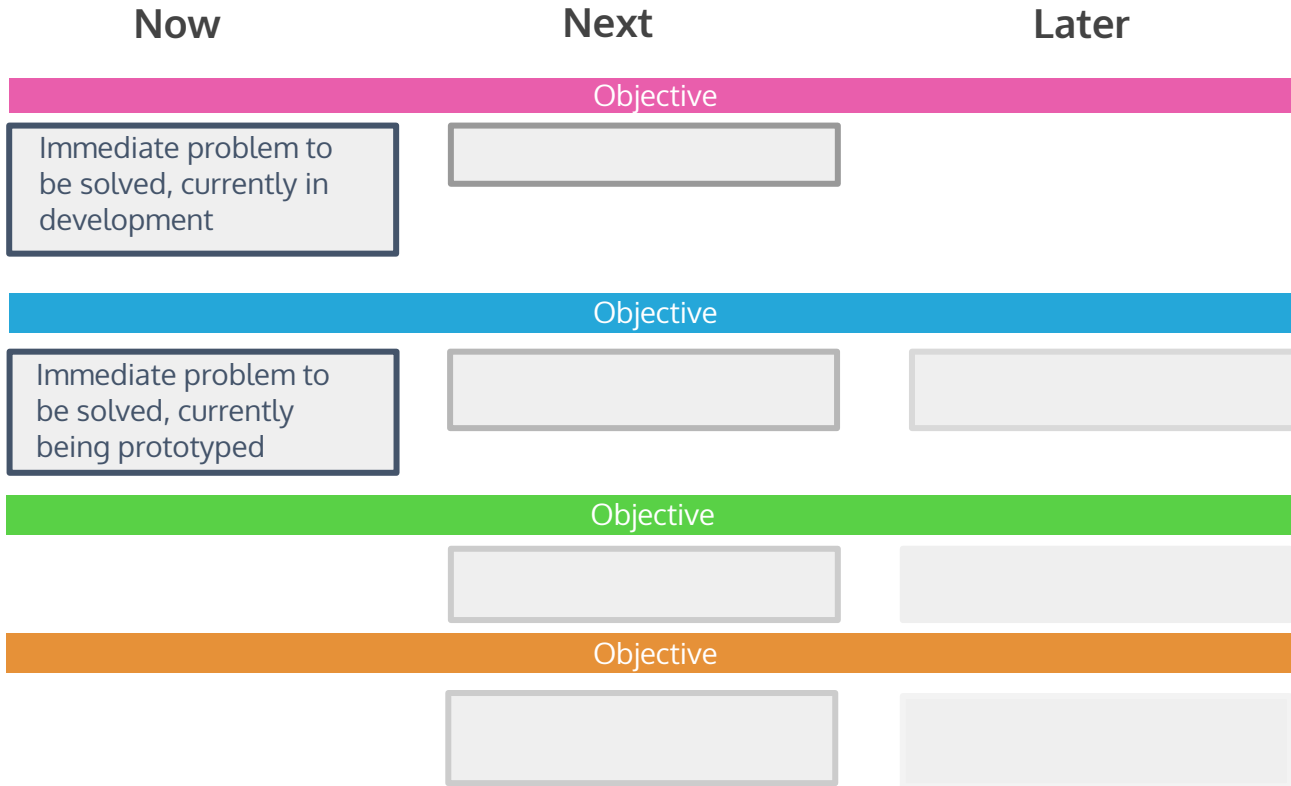 Now Next Later
Objective
Immediate problem to
be solved, currently in
development
Objective
Immediate problem to
be solved, currently
being prototyped
Objective
Objective